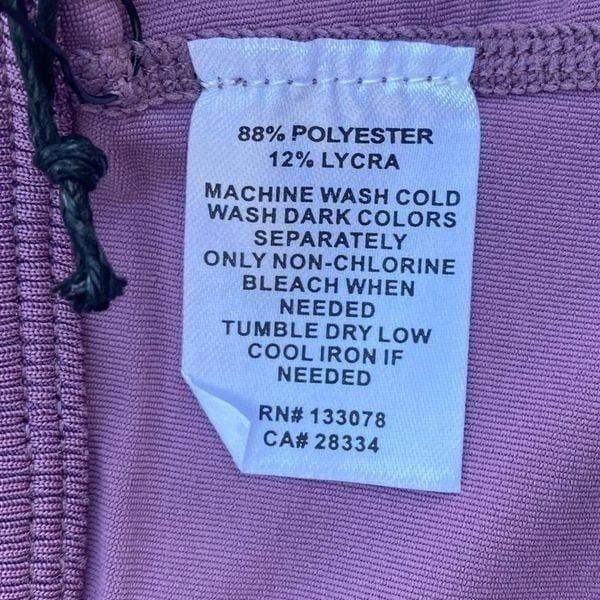 88% POLYESTER
12% LYCRA
MACHINE WASH COLD
WASH DARK COLORS
SEPARATELY
ONLY NON-CHLORINE
BLEACH WHEN
NEEDED
TUMBLE DRY LOW
COOL IRON IF
NEEDED
RN# 133078
CA# 28334